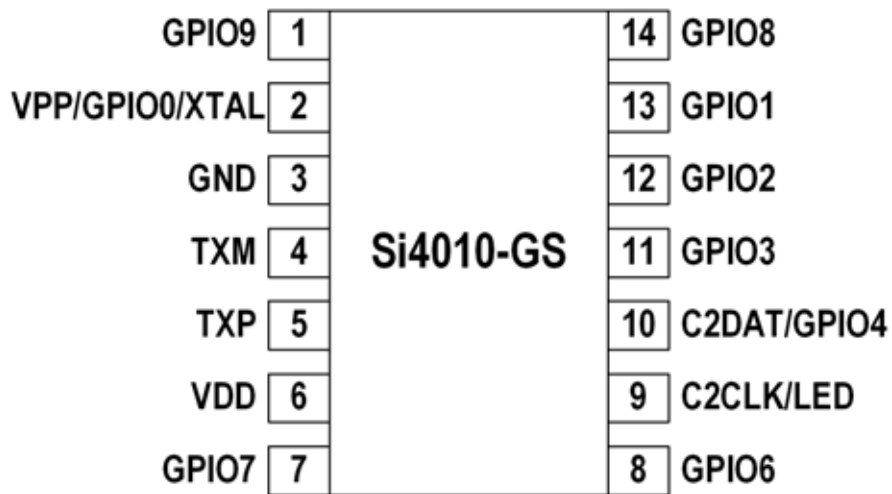 GPIO9 1 14 GPIO8
VPP/GPIO0/XTAL 2 13 GPIO1
GND 3 12 GPIO2
TXM 4 Si4010-GS 11 GPIO3
TXP 5 10 C2DAT/GPIO4
VDD 6 9 C2CLK/LED
GPIO7 7 8 GPIO6